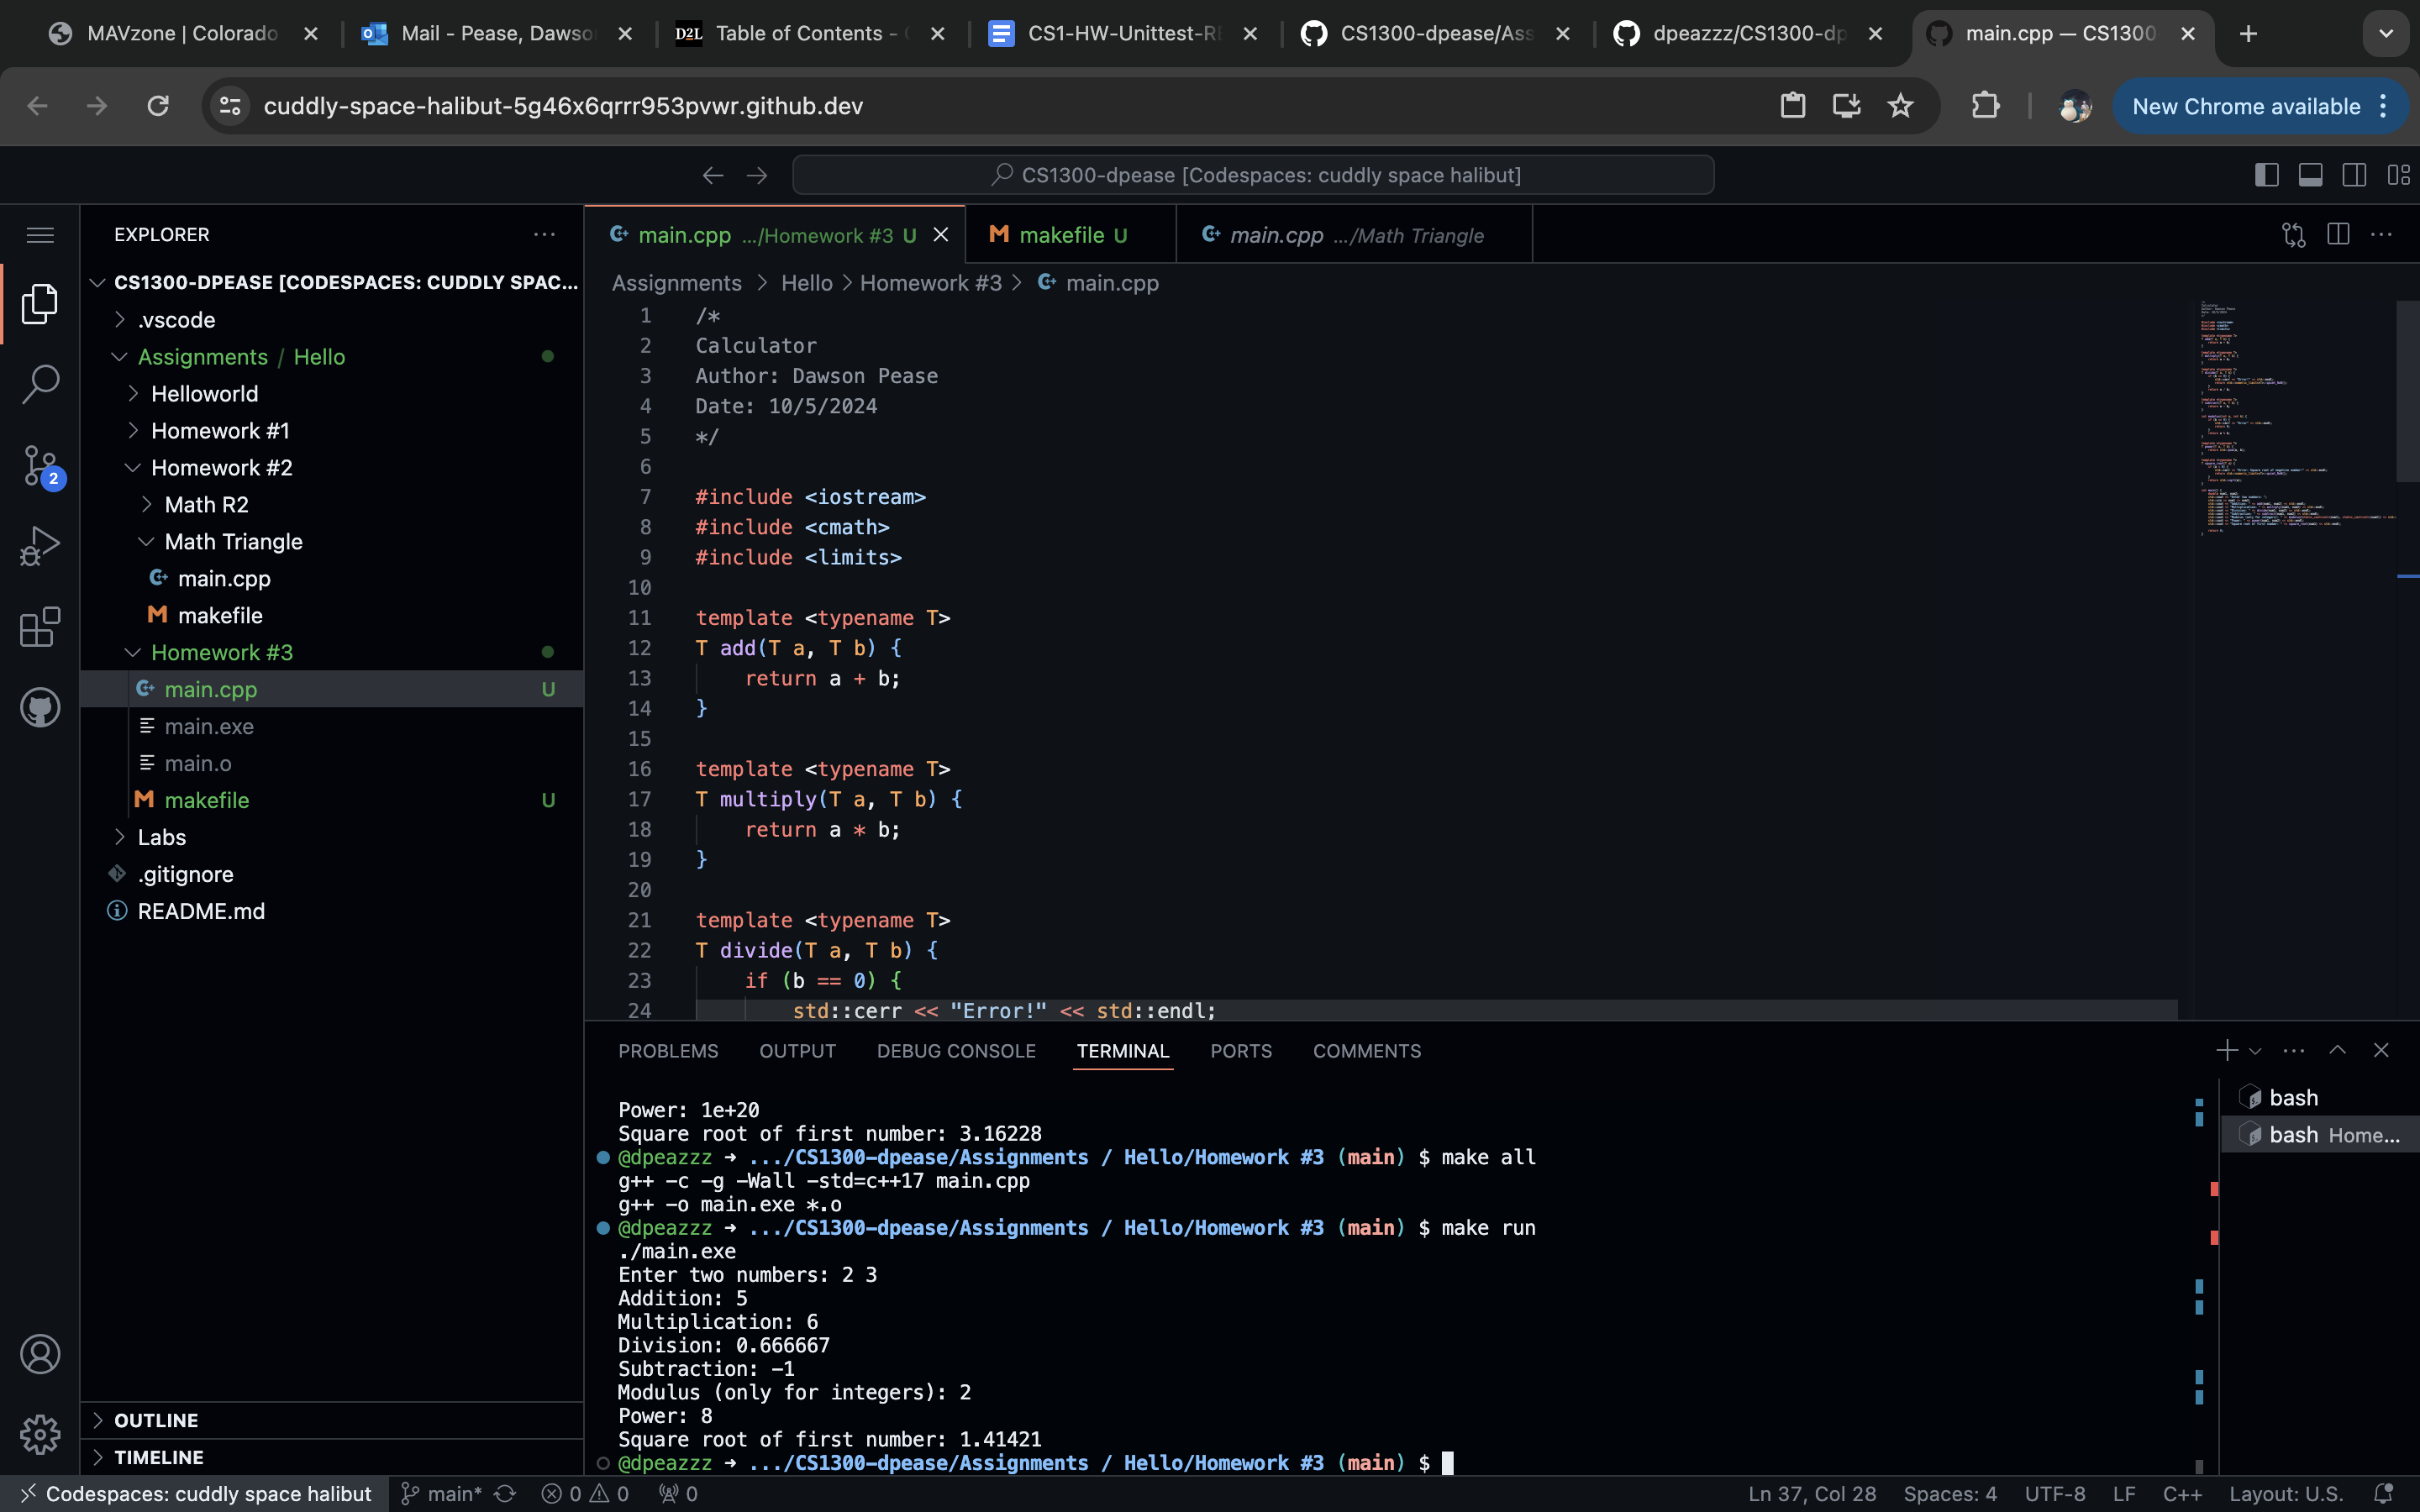 MAVzone | Colorado
Mail - Pease, Dawso
D2L Table of Contents -
CS1-HW-Unittest-R
CS1300-dpease/Ass
dpeazzz/CS1300-dp
main.cpp — CS1300
cuddly-space-halibut-5g46x6qrrr953pvwr.github.dev
New Chrome available
CS1300-dpease [Codespaces: cuddly space halibut]
EXPLORER
CS1300-DPEASE [CODESPACES: CUDDLY SPAC...
.vscode
Assignments / Hello
Helloworld
Homework #1
Homework #2
Math R2
Math Triangle
main.cpp
makefile
Homework #3
main.cpp U
main.exe
main.o
makefile U
Labs
.gitignore
README.md
OUTLINE
TIMELINE
2
main.cpp .../Homework #3 U
makefile U
main.cpp .../Math Triangle
Assignments > Hello > Homework #3 > main.cpp
1 /*
2 Calculator
3 Author: Dawson Pease
4 Date: 10/5/2024
5 */
6
7 #include <iostream>
8 #include <cmath>
9 #include <limits>
10
11 template <typename T>
12 T add(T a, T b) {
13 return a + b;
14 }
15
16 template <typename T>
17 T multiply(T a, T b) {
18 return a * b;
19 }
20
21 template <typename T>
22 T divide(T a, T b) {
23 if (b == 0) {
24 std::cerr << "Error!" << std::endl;
PROBLEMS OUTPUT DEBUG CONSOLE TERMINAL PORTS COMMENTS
Power: 1e+20
Square root of first number: 3.16228
@dpeazzz → .../CS1300-dpease/Assignments / Hello/Homework #3 (main) $ make all
g++ -c -g -Wall -std=c++17 main.cpp
g++ -o main.exe *.o
@dpeazzz → .../CS1300-dpease/Assignments / Hello/Homework #3 (main) $ make run
./main.exe
Enter two numbers: 2 3
Addition: 5
Multiplication: 6
Division: 0.666667
Subtraction: -1
Modulus (only for integers): 2
Power: 8
Square root of first number: 1.41421
@dpeazzz → .../CS1300-dpease/Assignments / Hello/Homework #3 (main) $
bash
bash Home...
Codespaces: cuddly space halibut main* 0 0 0
Ln 37, Col 28 Spaces: 4 UTF-8 LF C++ Layout: U.S.